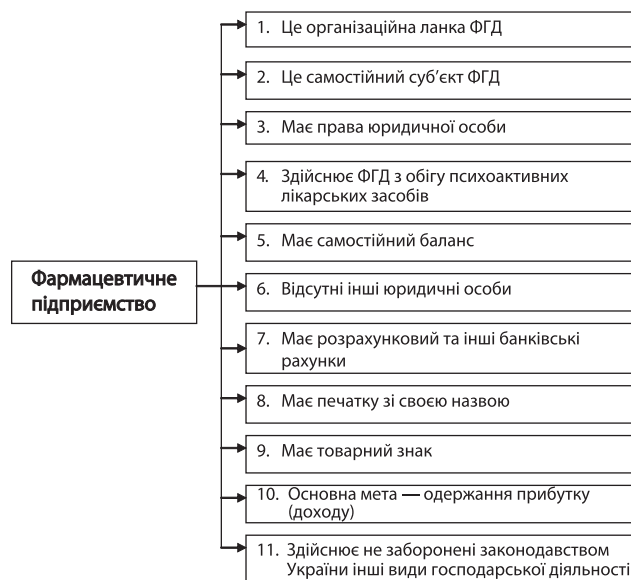 1. Це організаційна ланка ФГД
2. Це самостійний суб’єкт ФГД
3. Має права юридичної особи
4. Здійснює ФГД з обігу психоактивних
лікарських засобів
5. Має самостійний баланс
Фармацевтичне
підприємство
6. Відсутні інші юридичні особи
7. Має розрахунковий та інші банківські
рахунки
8. Має печатку зі своєю назвою
9. Має товарний знак
10. Основна мета — одержання прибутку
(доходу)
11. Здійснює не заборонені законодавством
України інші види господарської діяльності